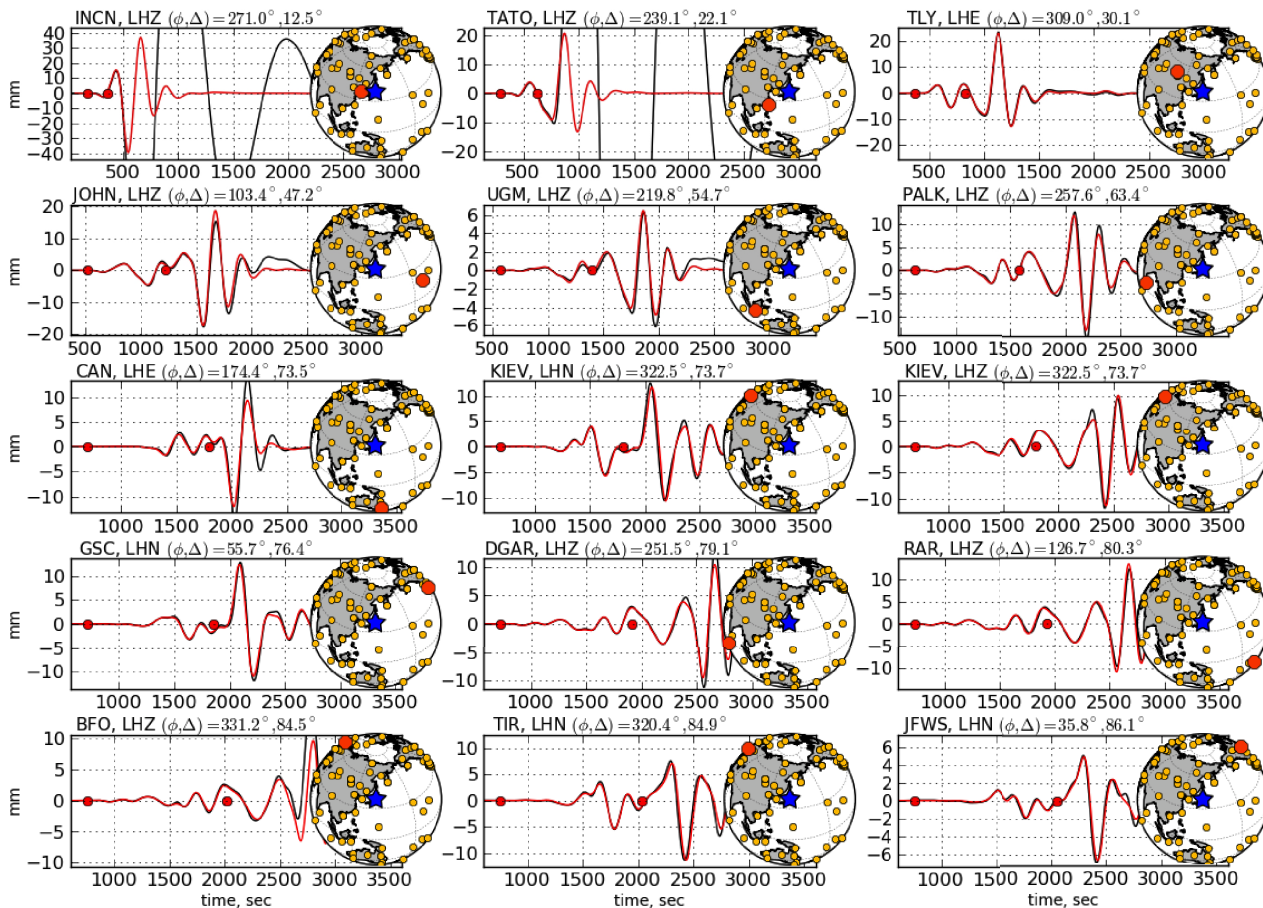 INCN, LHZ (ϕ,Δ)=271.0°,12.5° TATO, LHZ (ϕ,Δ)=239.1°,22.1° TLY, LHE (ϕ,Δ)=309.0°,30.1°
mm
40 30 20 10 0 −10 −20 −30 −40
20 10 0 −10 −20
20 10 0 −10 −20
500 1000 1500 2000 2500 3000 500 1000 1500 2000 2500 3000 500 1000 1500 2000 2500 3000
JOHN, LHZ (ϕ,Δ)=103.4°,47.2° UGM, LHZ (ϕ,Δ)=219.8°,54.7° PALK, LHZ (ϕ,Δ)=257.6°,63.4°
mm
20 10 0 −10 −20
6 4 2 0 −2 −4 −6
10 5 0 −5 −10
500 1000 1500 2000 2500 3000 500 1000 1500 2000 2500 3000 500 1000 1500 2000 2500 3000
CAN, LHE (ϕ,Δ)=174.4°,73.5° KIEV, LHN (ϕ,Δ)=322.5°,73.7° KIEV, LHZ (ϕ,Δ)=322.5°,73.7°
mm
10 5 0 −5 −10
10 5 0 −5 −10
10 5 0 −5 −10
1000 1500 2000 2500 3000 3500 1000 1500 2000 2500 3000 3500 1000 1500 2000 2500 3000 3500
GSC, LHN (ϕ,Δ)=55.7°,76.4° DGAR, LHZ (ϕ,Δ)=251.5°,79.1° RAR, LHZ (ϕ,Δ)=126.7°,80.3°
mm
10 5 0 −5 −10
10 5 0 −5 −10
10 5 0 −5 −10
1000 1500 2000 2500 3000 3500 1000 1500 2000 2500 3000 3500 1000 1500 2000 2500 3000 3500
BFO, LHZ (ϕ,Δ)=331.2°,84.5° TIR, LHN (ϕ,Δ)=320.4°,84.9° JFWS, LHN (ϕ,Δ)=35.8°,86.1°
mm
10 5 0 −5 −10
10 5 0 −5 −10
6 4 2 0 −2 −4 −6
1000 1500 2000 2500 3000 3500 1000 1500 2000 2500 3000 3500 1000 1500 2000 2500 3000 3500
time, sec time, sec time, sec